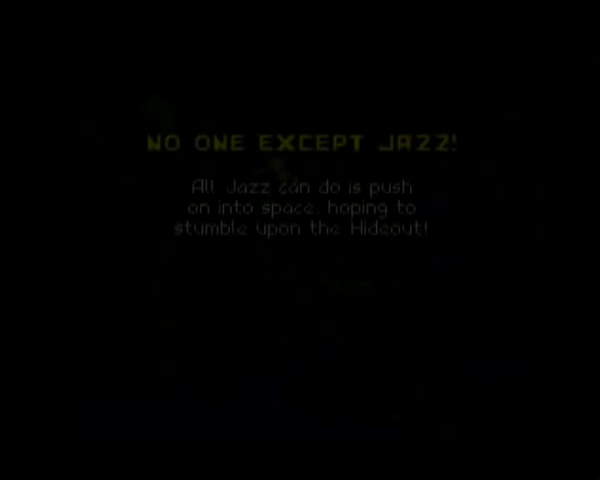 NO ONE EXCEPT JAZZ!
All Jazz can do is push
on into space, hoping to
stumble upon the Hideout!